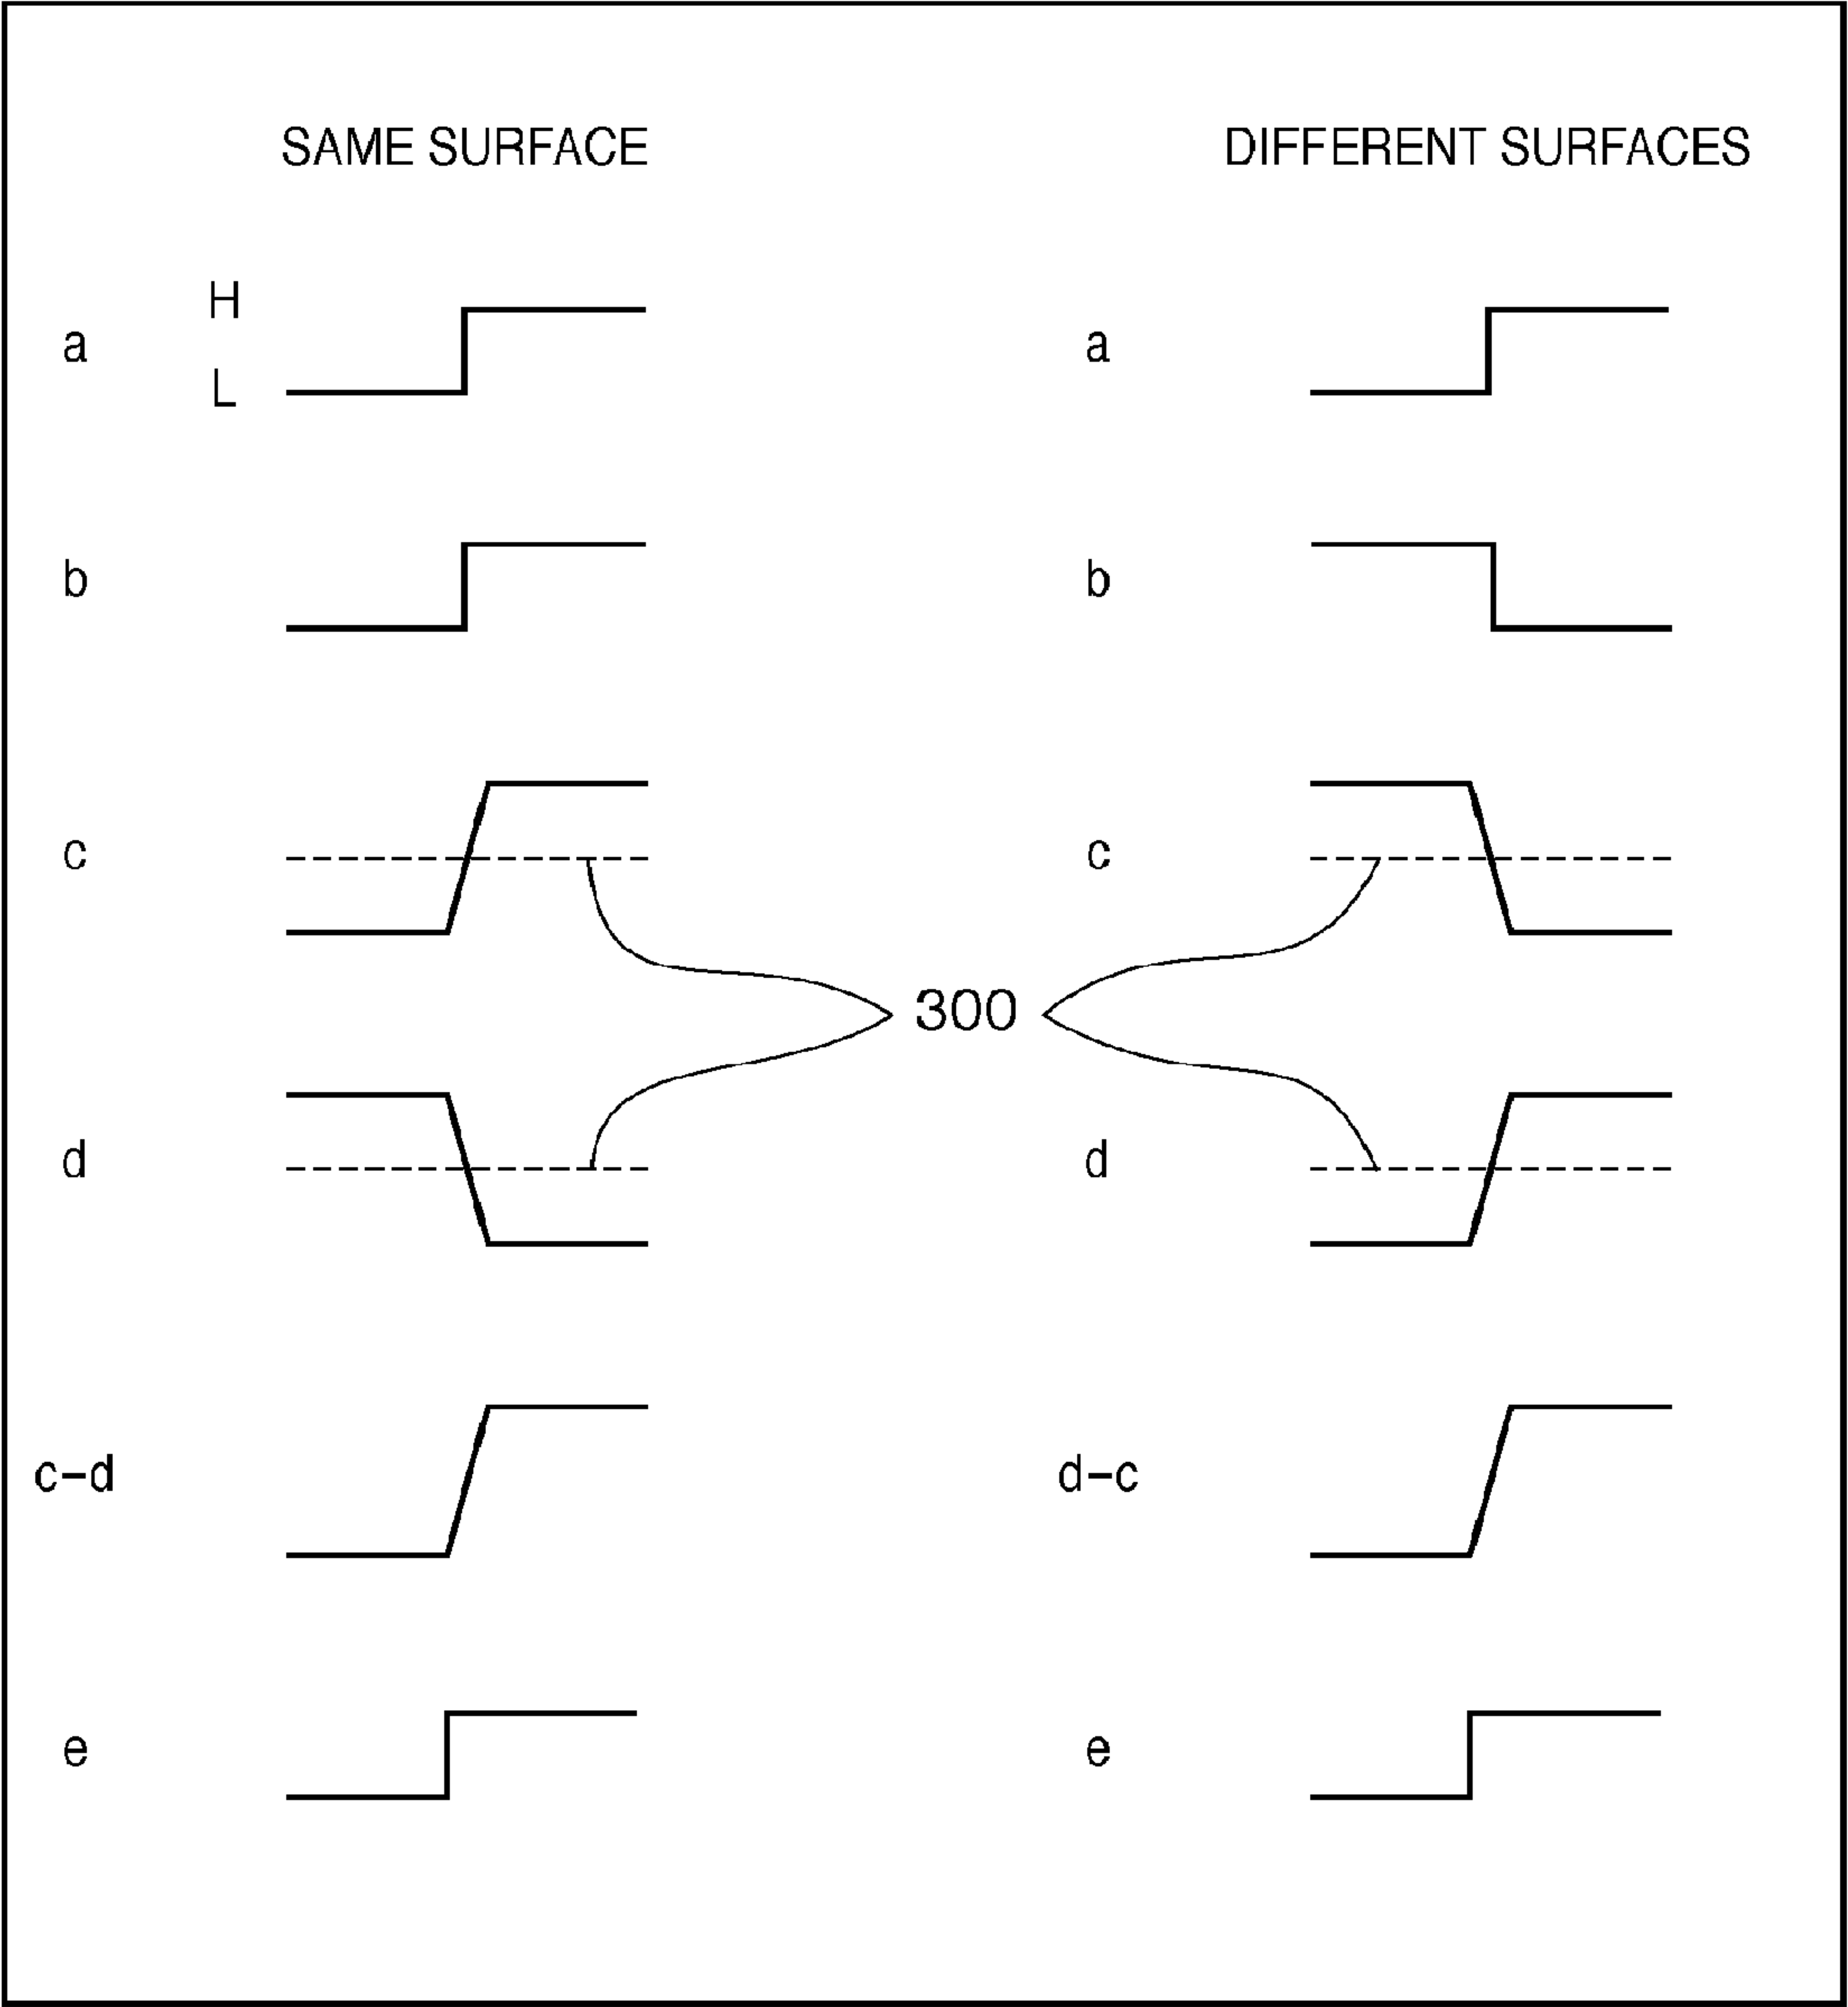 SAME SURFACE
DIFFERENT SURFACES
H
L
a
a
b
b
c
c
300
d
d
c-d
d-c
e
e